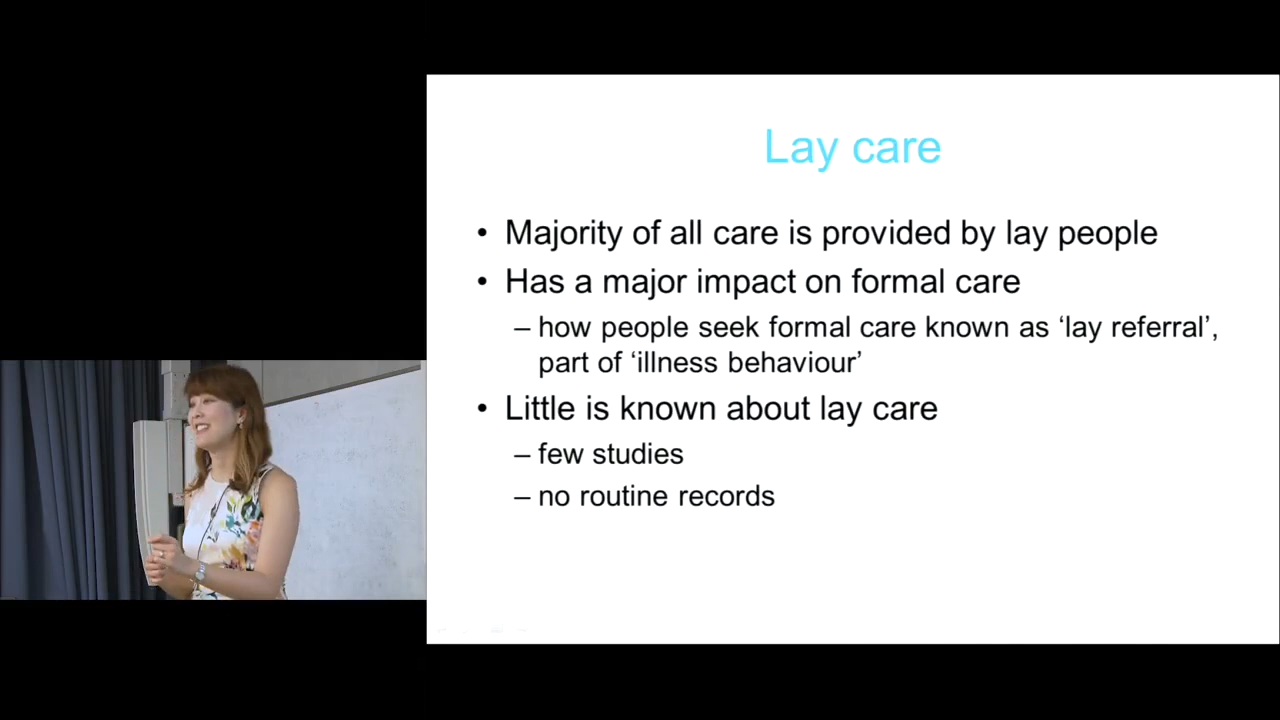 Lay care
• Majority of all care is provided by lay people
• Has a major impact on formal care
– how people seek formal care known as ‘lay referral’,
part of ‘illness behaviour’
• Little is known about lay care
– few studies
– no routine records